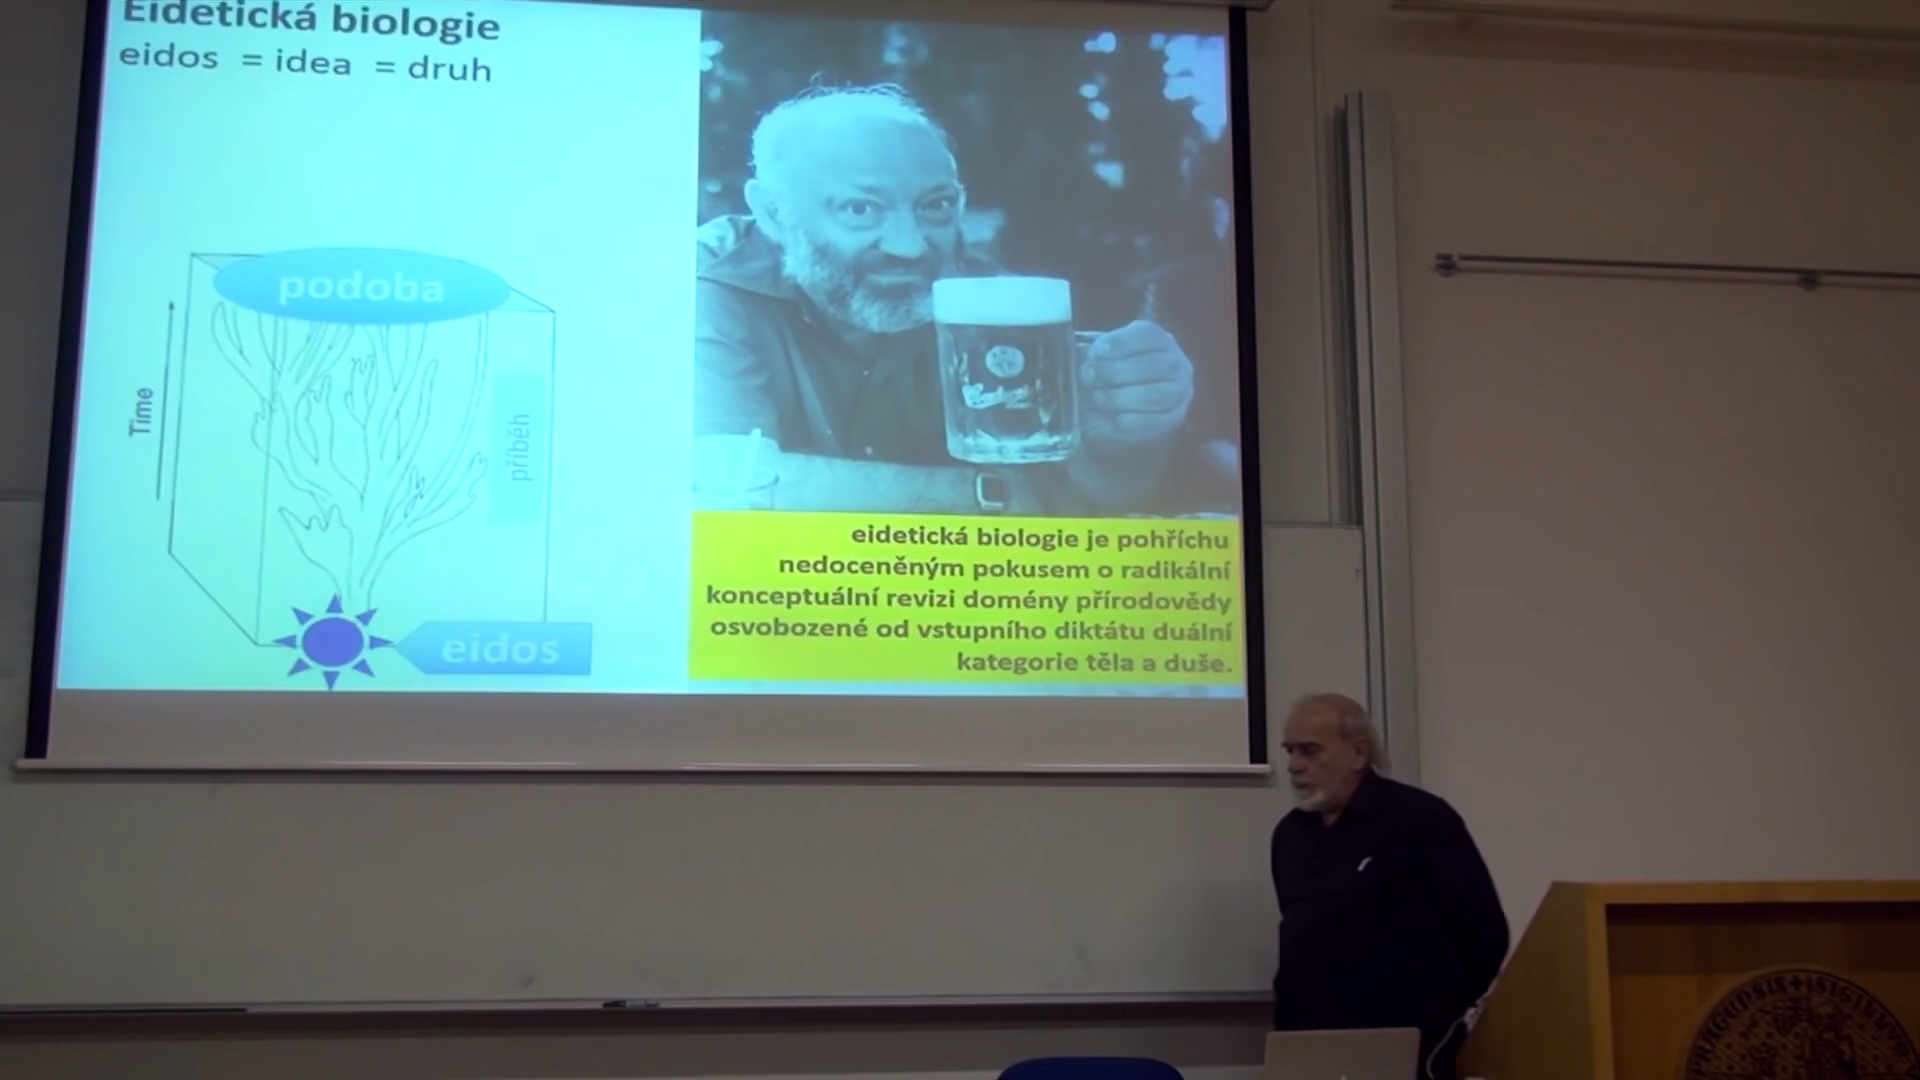 Eidetická biologie
eidos = idea = druh
podoba
Time
příběh
eidos
eidetická biologie je pohříchu
nedoceněným pokusem o radikální
konceptuální revizi domény přírodovědy
osvobozené od vstupního diktátu duální
kategorie těla a duše.